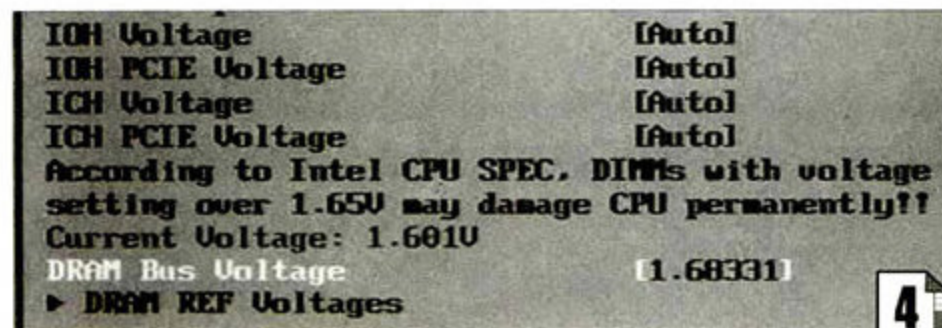 IOH Voltage [Auto]
IOH PCIE Voltage [Auto]
ICH Voltage [Auto]
ICH PCIE Voltage [Auto]
According to Intel CPU SPEC, DIMMs with voltage
setting over 1.65V may damage CPU permanently!!
Current Voltage: 1.601V
DRAM Bus Voltage [1.68331]
▶ DRAM REF Voltages
4